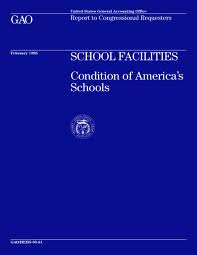 GAO
United States General Accounting Office
Report to Congressional Requesters
February 1995
SCHOOL FACILITIES
Condition of America's
Schools
GAO/HEHS-95-61